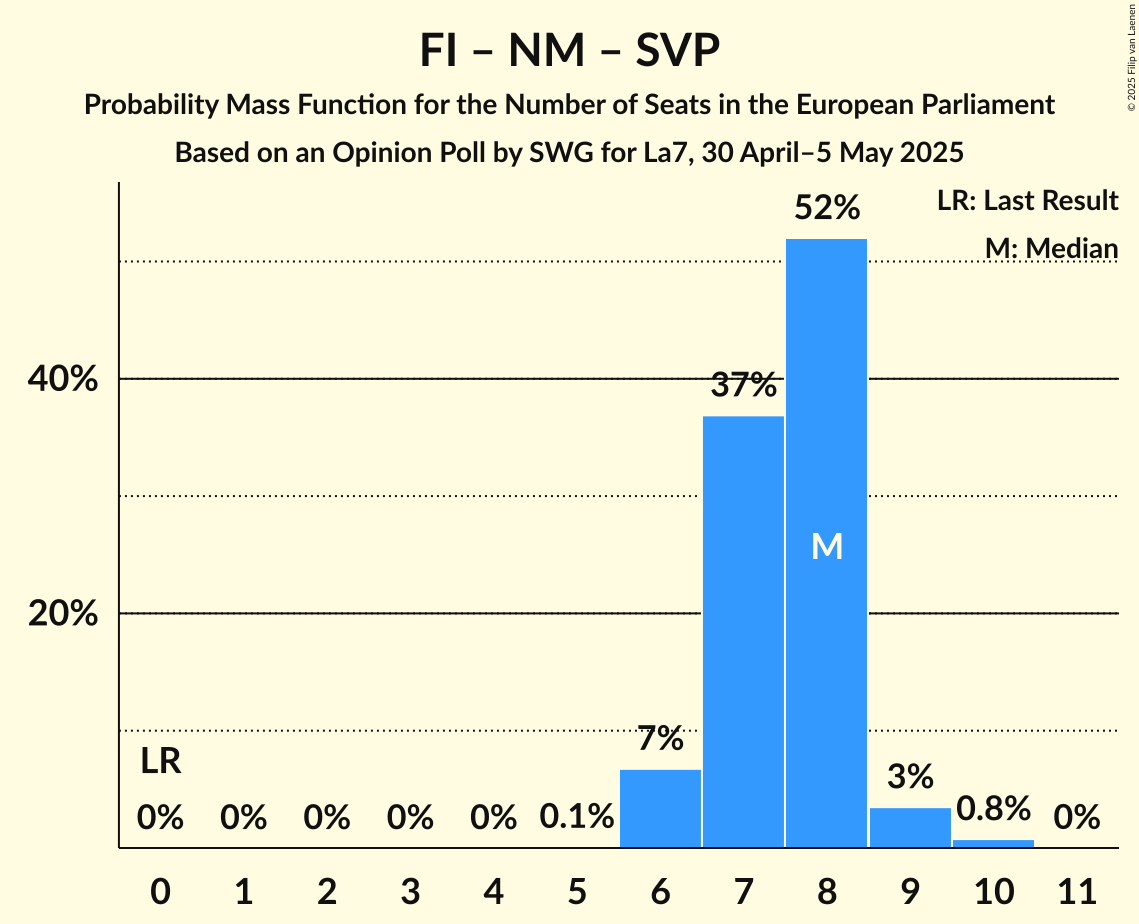 FI – NM – SVP
Probability Mass Function for the Number of Seats in the European Parliament
Based on an Opinion Poll by SWG for La7, 30 April–5 May 2025
© 2025 Filip van Laenen
LR: Last Result
M: Median
52%
40%
37%
M
20%
7%
LR
3%
0% 0% 0% 0% 0% 0.1% 0.8% 0%
0 1 2 3 4 5 6 7 8 9 10 11